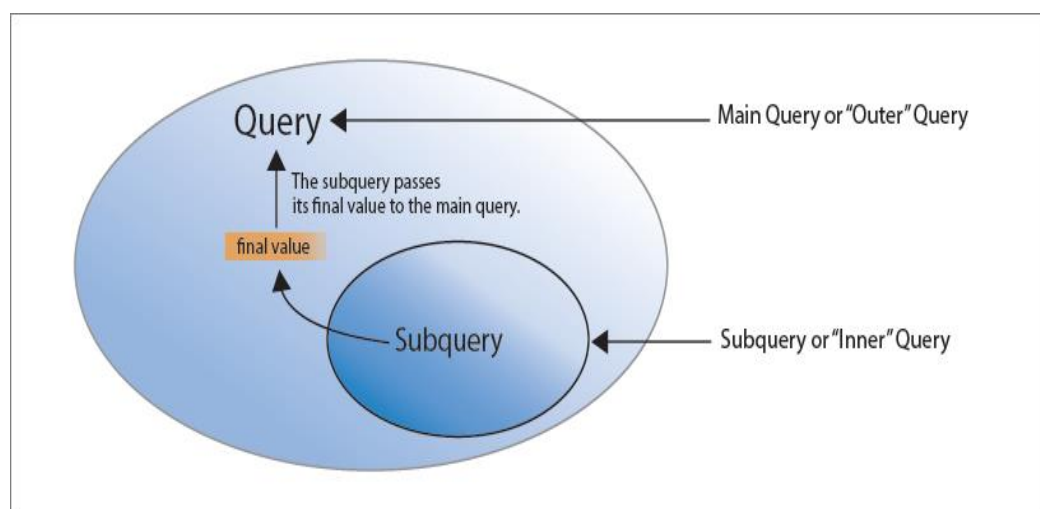 Query
Main Query or “Outer” Query
The subquery passes
its final value to the main query.
final value
Subquery
Subquery or “Inner” Query